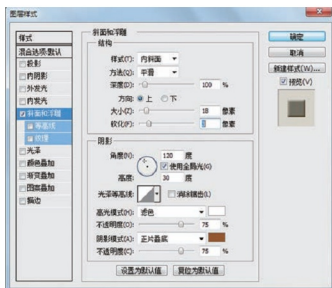 图层样式
样式
混合选项:默认
投影
内阴影
外发光
内发光
斜面和浮雕
等高线
纹理
光泽
颜色叠加
渐变叠加
图案叠加
描边
斜面和浮雕
结构
样式(T): 内斜面
方法(Q): 平滑
深度(D): 100 %
方向: 上 下
大小(Z): 18 像素
软化(F): 像素
阴影
角度(N): 120 度
使用全局光(G)
高度: 30 度
光泽等高线: 消除锯齿(L)
高光模式(H): 滤色
不透明度(O): 75 %
阴影模式(A): 正片叠底
不透明度(C): 75 %
设置为默认值 复位为默认值
确定
取消
新建样式(W)...
预览(V)